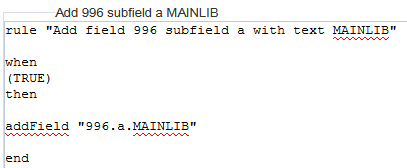 Add 996 subfield a MAINLIB
rule "Add field 996 subfield a with text MAINLIB"
when
(TRUE)
then
addField "996.a.MAINLIB"
end